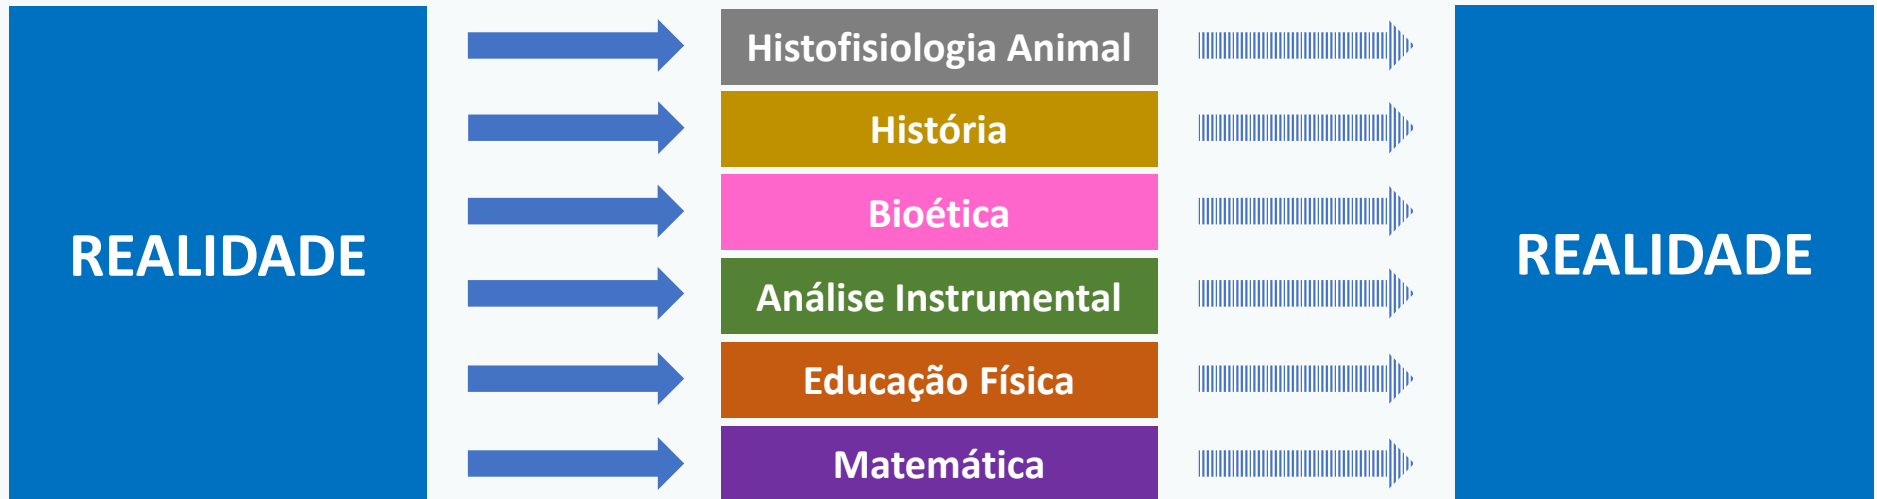 REALIDADE
Histofisiologia Animal
História
Bioética
Análise Instrumental
Educação Física
Matemática
REALIDADE